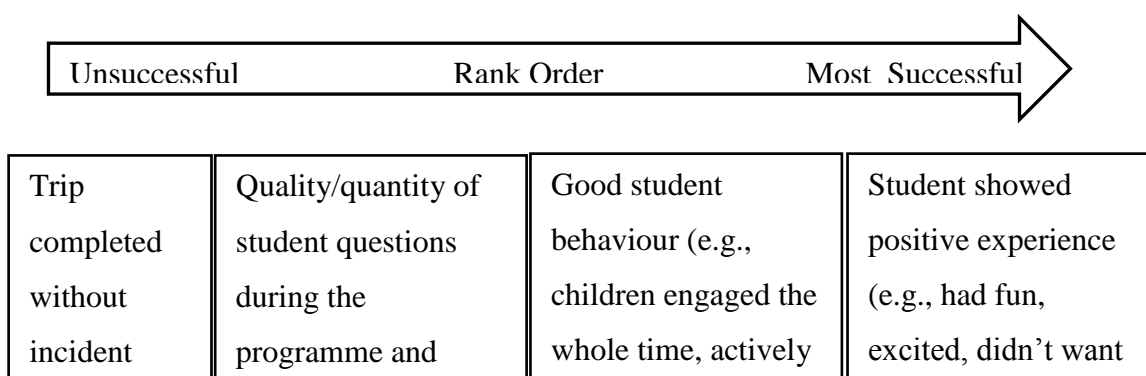 Unsuccessful Rank Order Most Successful
Trip
completed
without
incident
Quality/quantity of
student questions
during the
programme and
Good student
behaviour (e.g.,
children engaged the
whole time, actively
Student showed
positive experience
(e.g., had fun,
excited, didn’t want